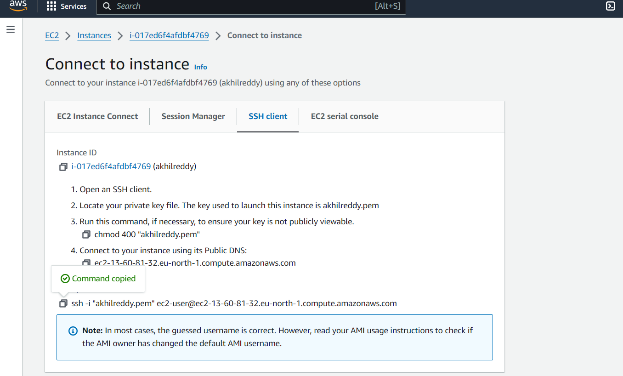 aws
Services
Search
[Alt+S]
EC2 > Instances > i-017ed6f4afdbf4769 > Connect to instance
Connect to instance Info
Connect to your instance i-017ed6f4afdbf4769 (akhilreddy) using any of these options
EC2 Instance Connect
Session Manager
SSH client
EC2 serial console
Instance ID
i-017ed6f4afdbf4769 (akhilreddy)
1. Open an SSH client.
2. Locate your private key file. The key used to launch this instance is akhilreddy.pem
3. Run this command, if necessary, to ensure your key is not publicly viewable.
chmod 400 "akhilreddy.pem"
4. Connect to your instance using its Public DNS:
ec2-13-60-81-32.eu-north-1.compute.amazonaws.com
Command copied
ssh -i "akhilreddy.pem" ec2-user@ec2-13-60-81-32.eu-north-1.compute.amazonaws.com
Note: In most cases, the guessed username is correct. However, read your AMI usage instructions to check if
the AMI owner has changed the default AMI username.